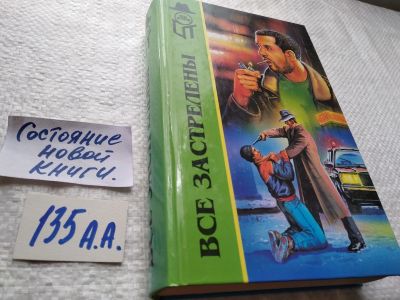 Состояние
новой
книги.
135 А.А.
ВСЕ ЗАСТРЕЛЕНЫ